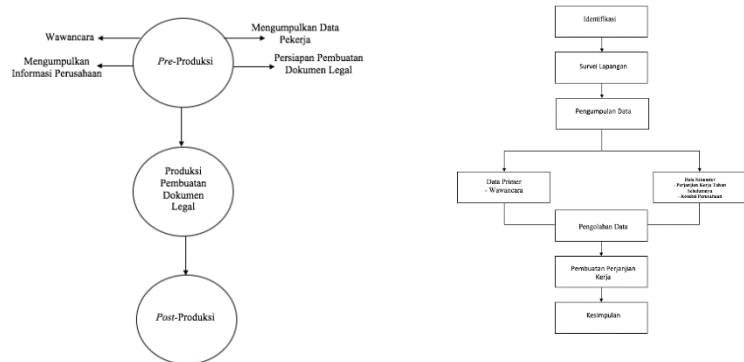 Wawancara
Mengumpulkan
Informasi Perusahaan
Pre-Produksi
Mengumpulkan Data
Pekerja
Persiapan Pembuatan
Dokumen Legal
Produksi
Pembuatan
Dokumen
Legal
Post-Produksi
Identifikasi
Survei Lapangan
Pengumpulan Data
Data Primer
- Wawancara
Data Sekunder
- Perjanjian Kerja Tahun
Sebelumnya
- Kondisi Perusahaan
Pengolahan Data
Pembuatan Perjanjian
Kerja
Kesimpulan